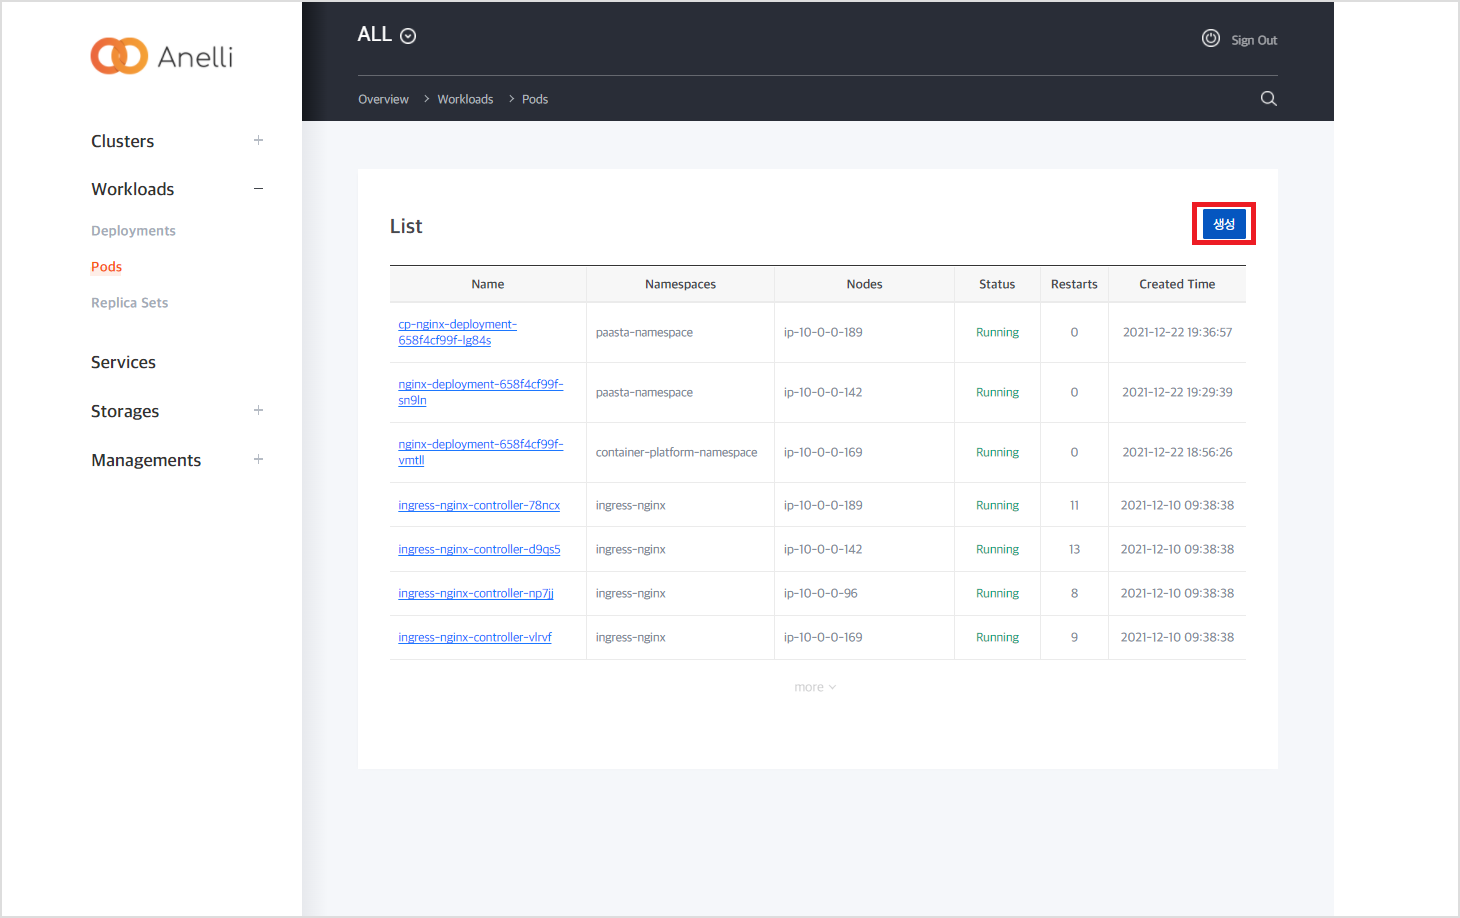 Anelli
ALL
Sign Out
Overview > Workloads > Pods
Clusters +
Workloads −
Deployments
Pods
Replica Sets
Services
Storages +
Managements +
List
생성
Name Namespaces Nodes Status Restarts Created Time
cp-nginx-deployment-
658f4cf99f-lg84s paasta-namespace ip-10-0-0-189 Running 0 2021-12-22 19:36:57
nginx-deployment-658f4cf99f-
sn9ln paasta-namespace ip-10-0-0-142 Running 0 2021-12-22 19:29:39
nginx-deployment-658f4cf99f-
vmtll container-platform-namespace ip-10-0-0-169 Running 0 2021-12-22 18:56:26
ingress-nginx-controller-78ncx ingress-nginx ip-10-0-0-189 Running 11 2021-12-10 09:38:38
ingress-nginx-controller-d9qs5 ingress-nginx ip-10-0-0-142 Running 13 2021-12-10 09:38:38
ingress-nginx-controller-np7jj ingress-nginx ip-10-0-0-96 Running 8 2021-12-10 09:38:38
ingress-nginx-controller-vlrvf ingress-nginx ip-10-0-0-169 Running 9 2021-12-10 09:38:38
more